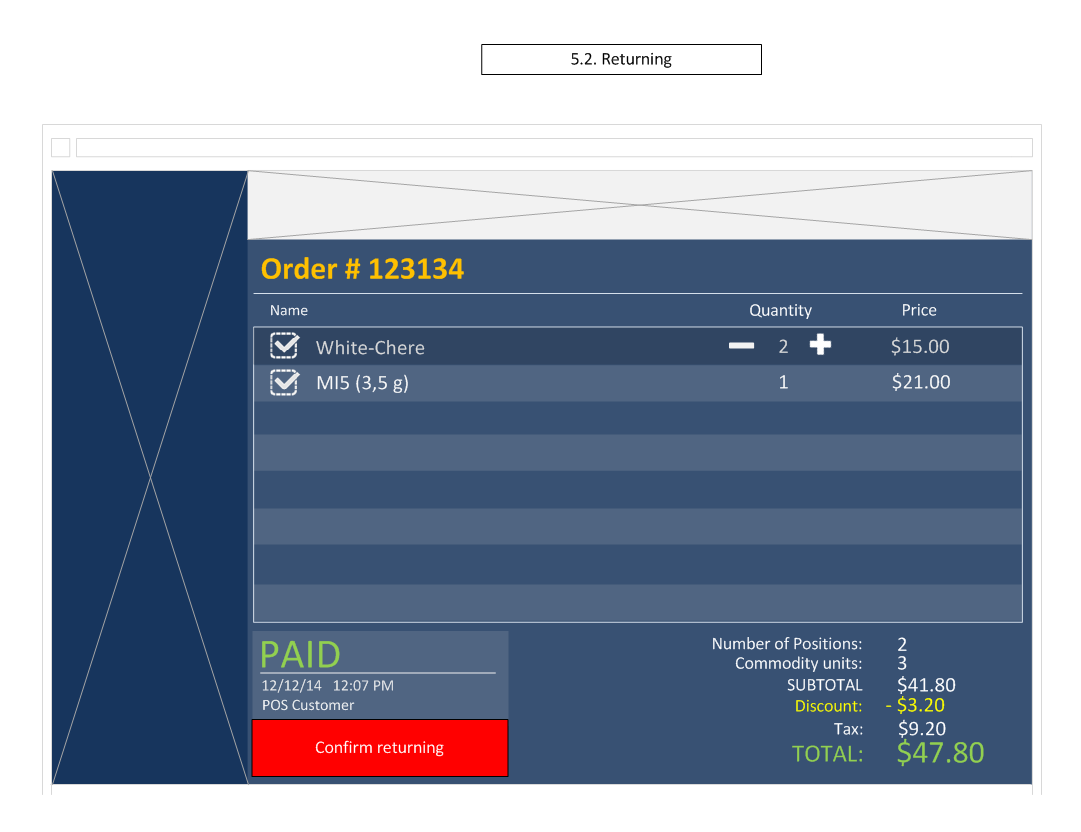 5.2. Returning
Order # 123134
Name Quantity Price
White-Chere 2 $15.00
MI5 (3,5 g) 1 $21.00
PAID
12/12/14 12:07 PM
POS Customer
Confirm returning
Number of Positions: 2
Commodity units: 3
SUBTOTAL $41.80
Discount: - $3.20
Tax: $9.20
TOTAL: $47.80